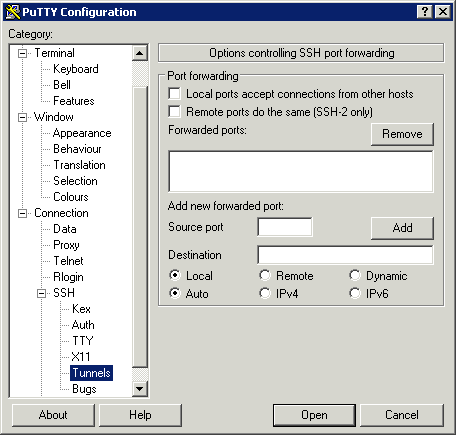 PuTTY Configuration
Category:
Terminal
Keyboard
Bell
Features
Window
Appearance
Behaviour
Translation
Selection
Colours
Connection
Data
Proxy
Telnet
Rlogin
SSH
Kex
Auth
TTY
X11
Tunnels
Bugs
Options controlling SSH port forwarding
Port forwarding
Local ports accept connections from other hosts
Remote ports do the same (SSH-2 only)
Forwarded ports:
Remove
Add new forwarded port:
Source port
Add
Destination
Local Remote Dynamic
Auto IPv4 IPv6
About Help Open Cancel